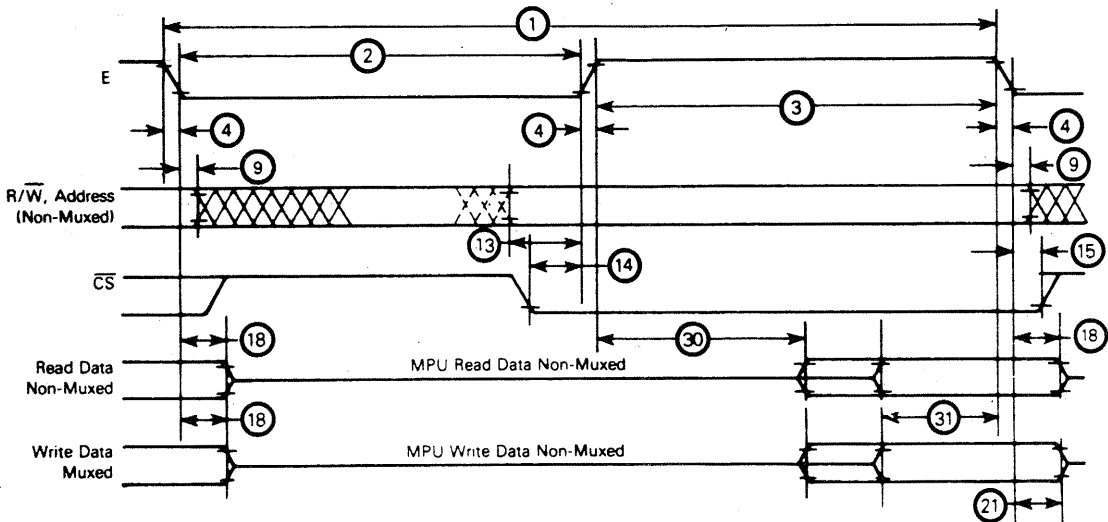 1
2
E
3
4
4
4
9
9
R/W̅, Address
(Non-Muxed)
13
14
15
C̅S̅
18
30
18
Read Data
Non-Muxed
MPU Read Data Non-Muxed
18
31
Write Data
Muxed
MPU Write Data Non-Muxed
21